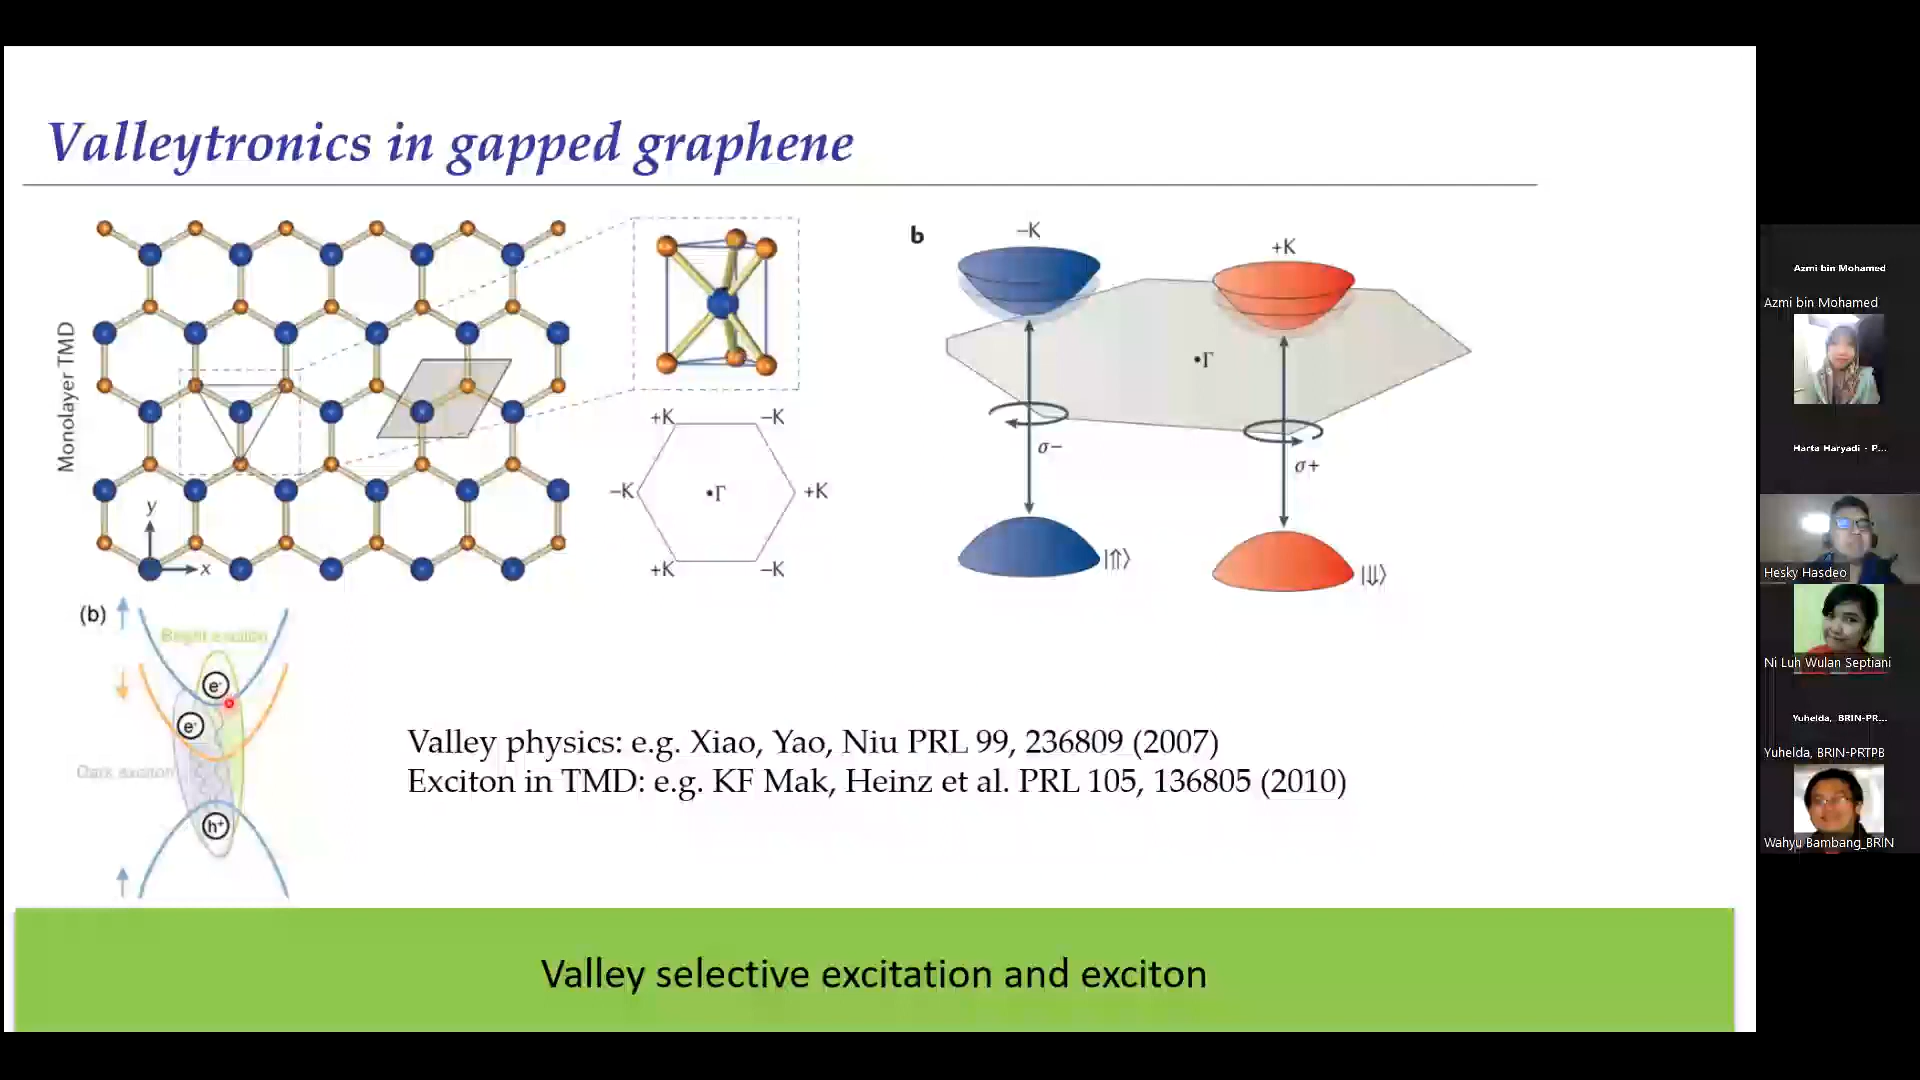 Valleytronics in gapped graphene
Monolayer TMD
y
x
+K
−K
−K
•Γ
+K
+K
−K
b
−K
+K
•Γ
σ−
σ+
|⇑⟩
|⇓⟩
(b)
Bright exciton
e-
e-
Dark exciton
h+
Valley physics: e.g. Xiao, Yao, Niu PRL 99, 236809 (2007)
Exciton in TMD: e.g. KF Mak, Heinz et al. PRL 105, 136805 (2010)
Valley selective excitation and exciton
Azmi bin Mohamed
Azmi bin Mohamed
Harta Haryadi - P...
Hesky Hasdeo
Ni Luh Wulan Septiani
Yuhelda, BRIN-PR...
Yuhelda, BRIN-PRTPB
Wahyu Bambang_BRIN